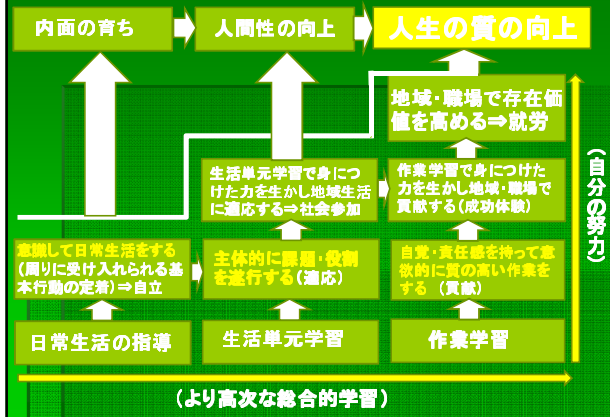 内面の育ち
人間性の向上
人生の質の向上
地域・職場で存在価
値を高める⇒就労
生活単元学習で身につ
けた力を生かし地域生活
に適応する⇒社会参加
作業学習で身につけた
力を生かし地域・職場で
貢献する(成功体験)
意識して日常生活をする
(周りに受け入れられる基
本行動の定着)⇒自立
主体的に課題・役割
を遂行する(適応)
自覚・責任感を持って意
欲的に質の高い作業を
する (貢献)
日常生活の指導
生活単元学習
作業学習
(自分の努力)
(より高次な総合的学習)